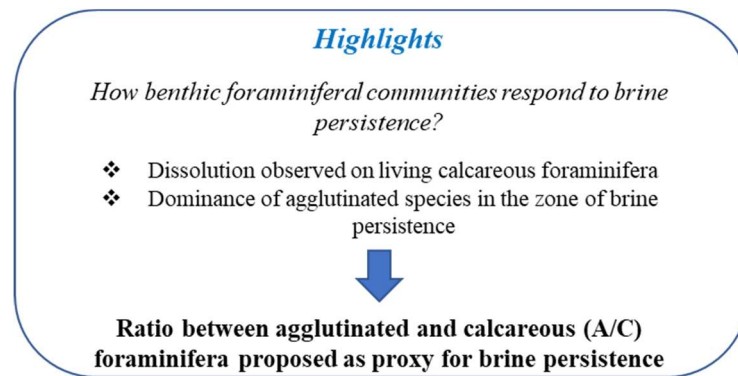 Highlights
How benthic foraminiferal communities respond to brine
persistence?
❖ Dissolution observed on living calcareous foraminifera
❖ Dominance of agglutinated species in the zone of brine
persistence
Ratio between agglutinated and calcareous (A/C)
foraminifera proposed as proxy for brine persistence